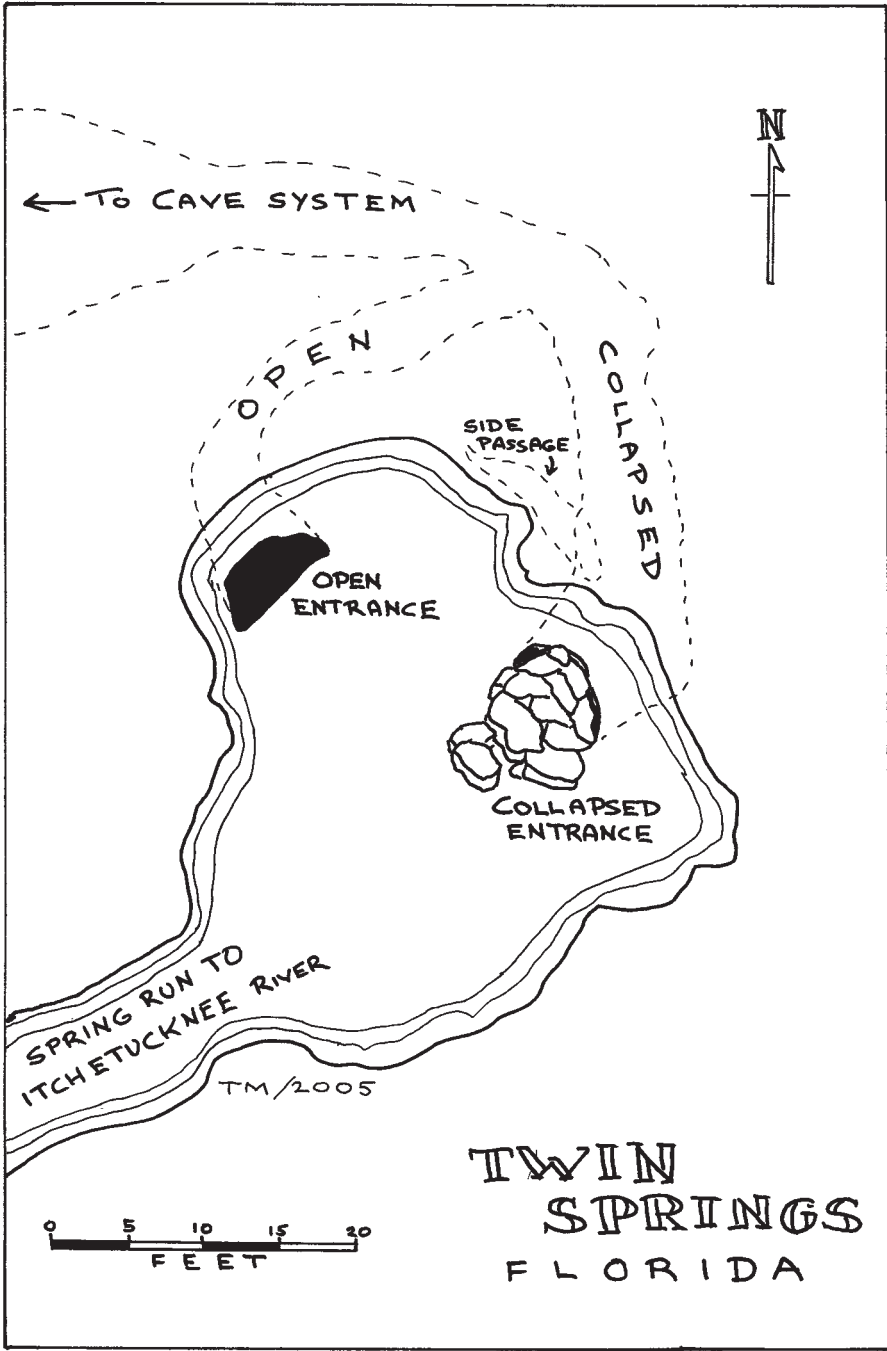 N
← TO CAVE SYSTEM
OPEN
COLLAPSED
SIDE
PASSAGE
OPEN
ENTRANCE
COLLAPSED
ENTRANCE
SPRING RUN TO
ITCHETUCKNEE RIVER
TM/2005
TWIN
SPRINGS
FLORIDA
0 5 10 15 20
FEET